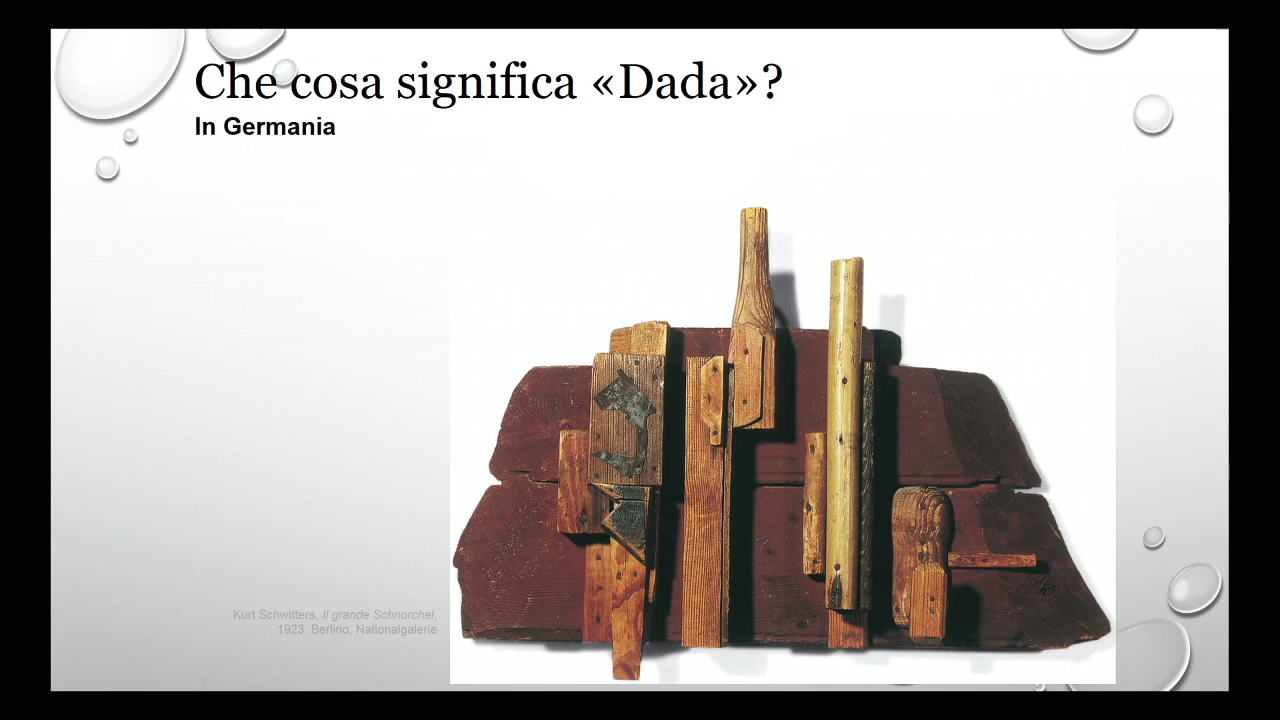 Che cosa significa «Dada»?
In Germania
Kurt Schwitters, Il grande Schnorchel,
1923. Berlino, Nationalgalerie